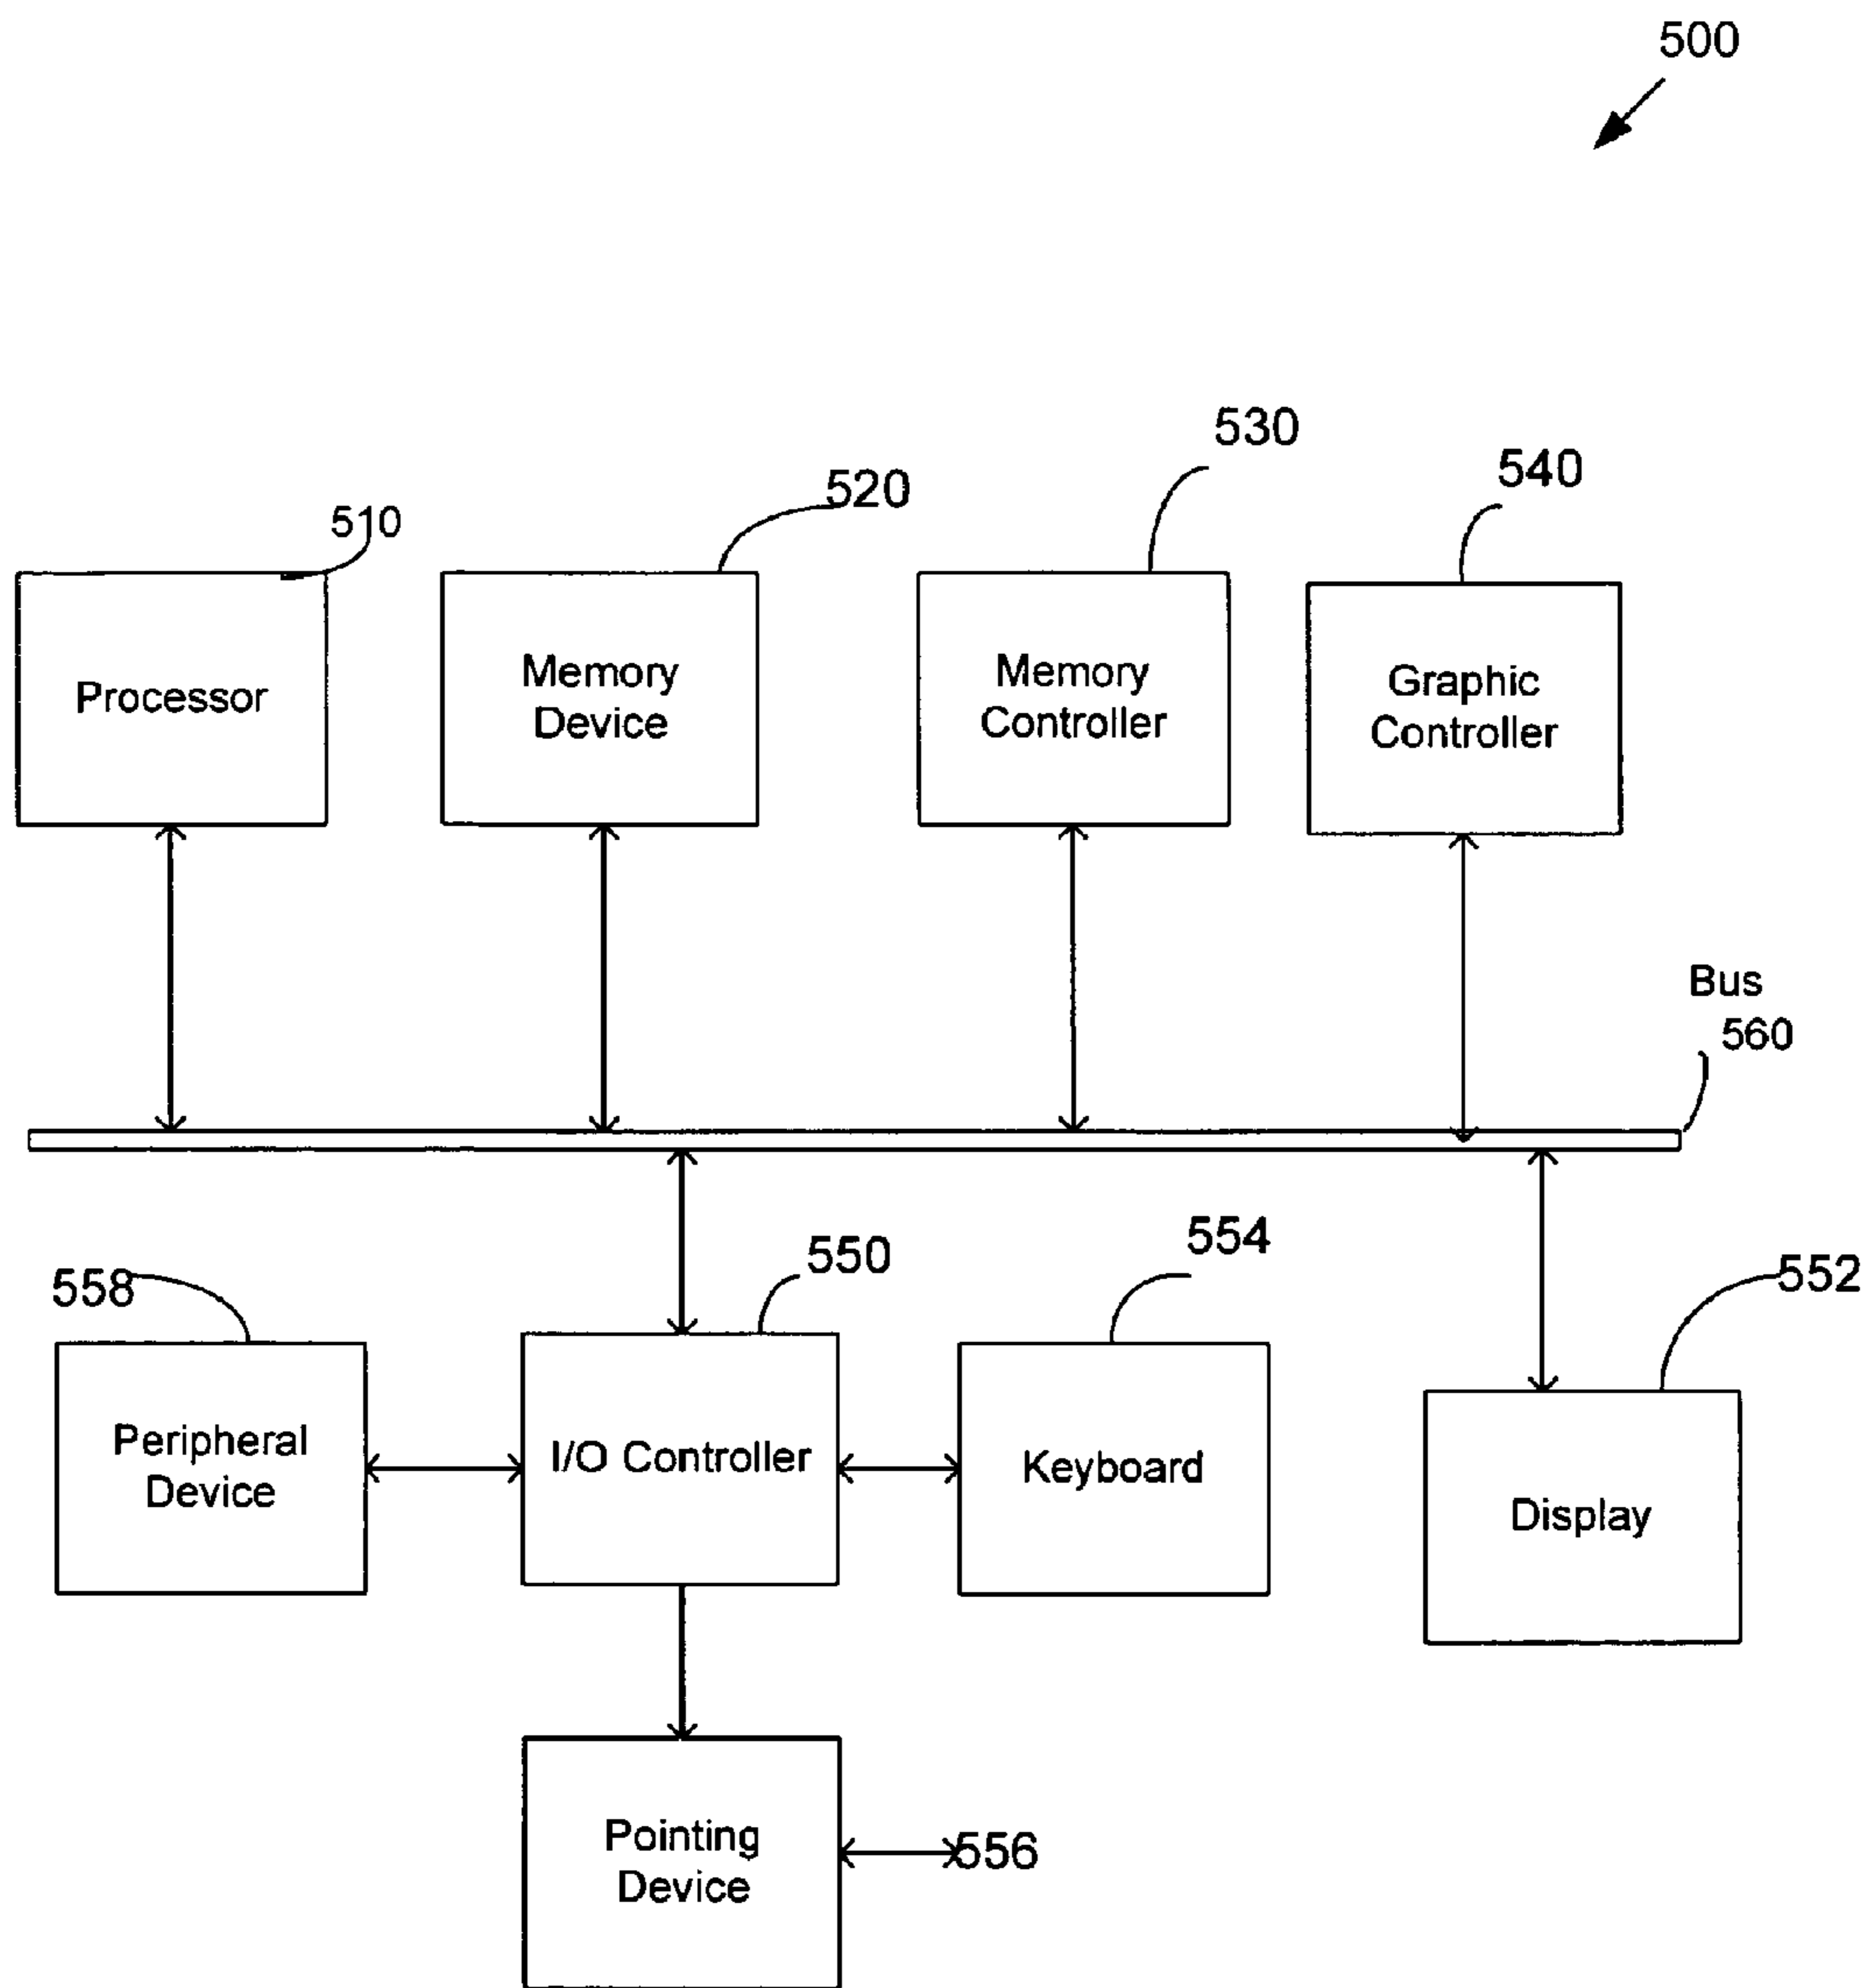 500
530
540
520
510
Processor
Memory
Device
Memory
Controller
Graphic
Controller
Bus
560
554
550
552
558
Peripheral
Device
I/O Controller
Keyboard
Display
Pointing
Device
556